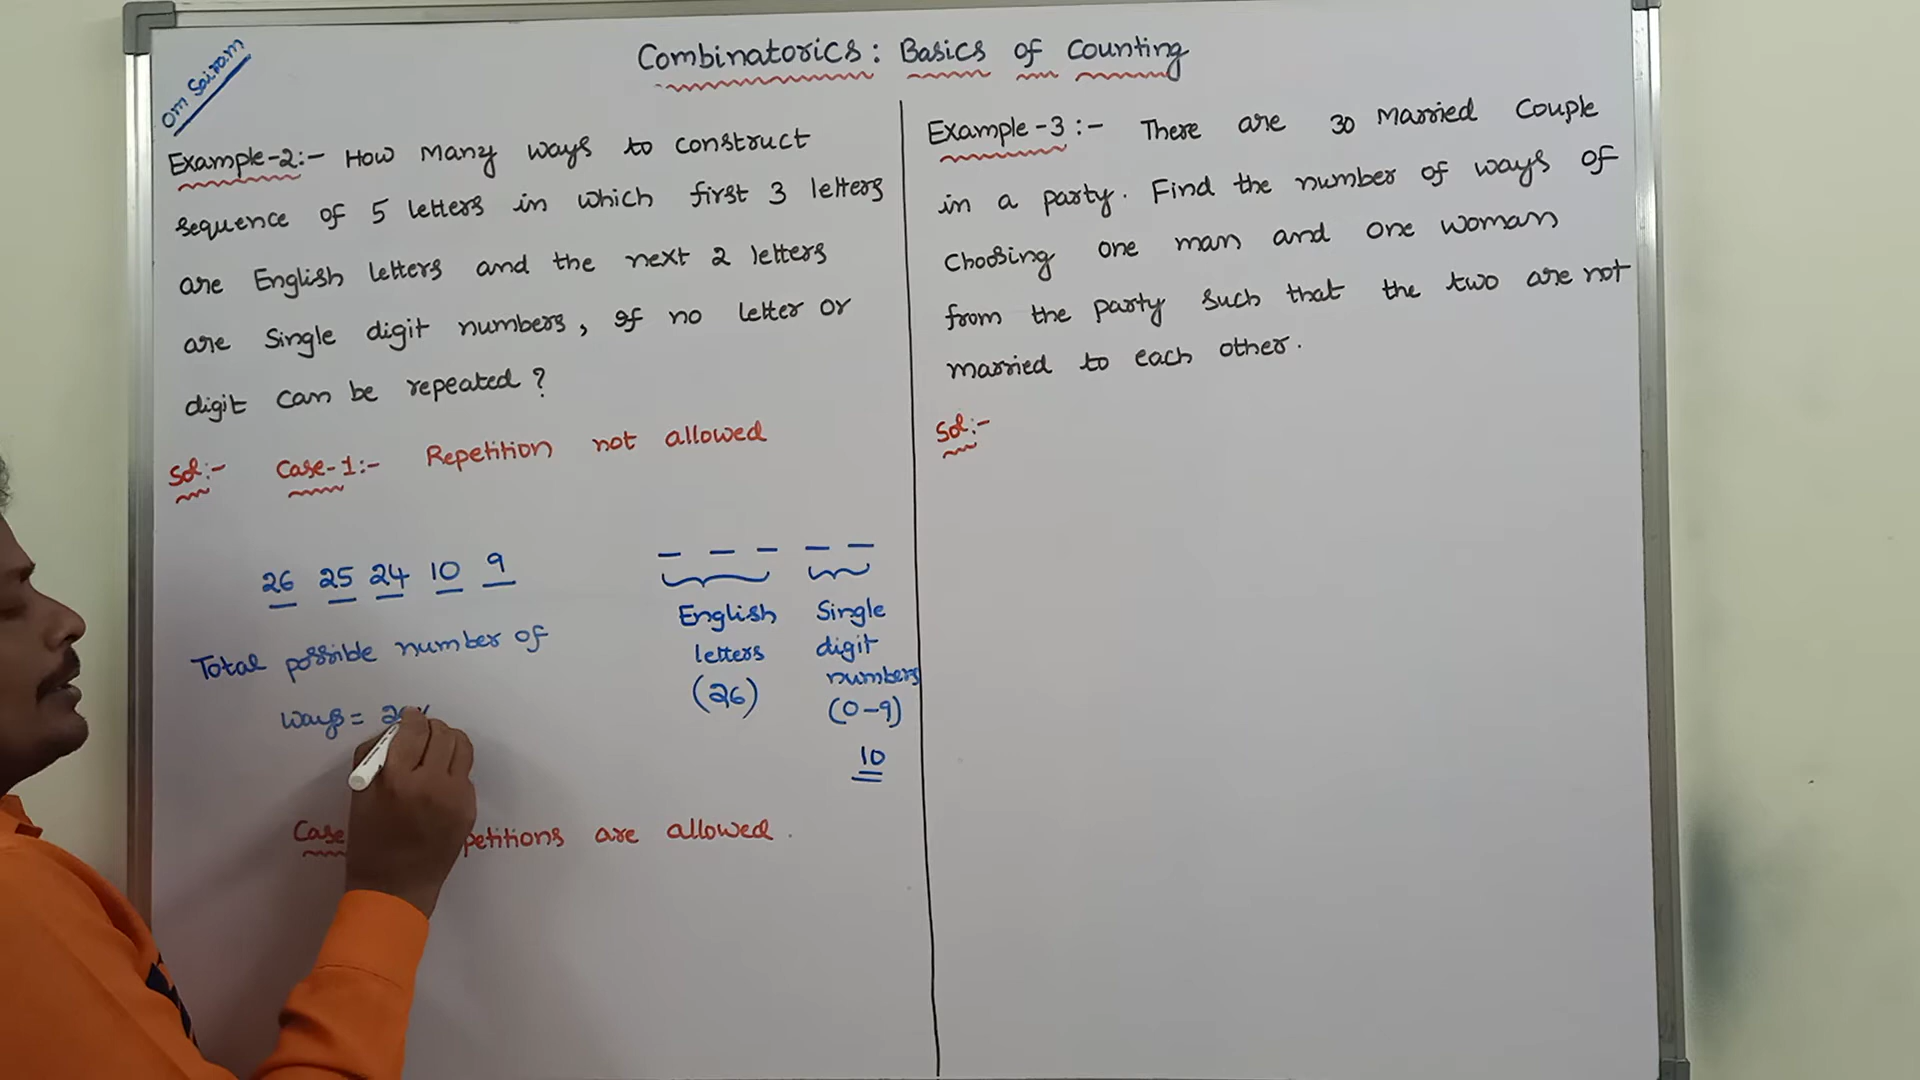 Om Sairam
Combinatorics: Basics of Counting
Example-2:- How Many ways to construct
sequence of 5 letters in which first 3 letters
are English letters and the next 2 letters
are Single digit numbers, if no letter or
digit can be repeated?
Sol:- Case-1:- Repetition not allowed
26 25 24 10 9
Total possible number of
ways =
English
letters
(26)
Single
digit
numbers
(0-9)
10
Case petitions are allowed.
Example-3:- There are 30 Married Couple
in a party. Find the number of ways of
choosing one man and one woman
from the party such that the two are not
married to each other.
Sol:-